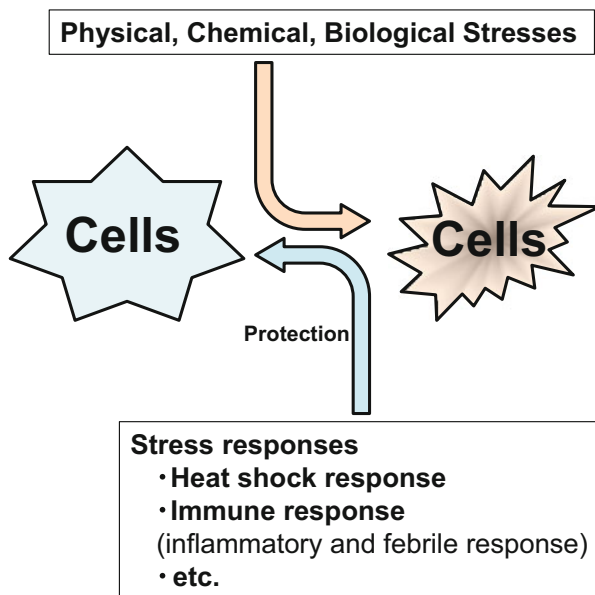 Physical, Chemical, Biological Stresses
Cells
Cells
Protection
Stress responses
・Heat shock response
・Immune response
(inflammatory and febrile response)
・etc.